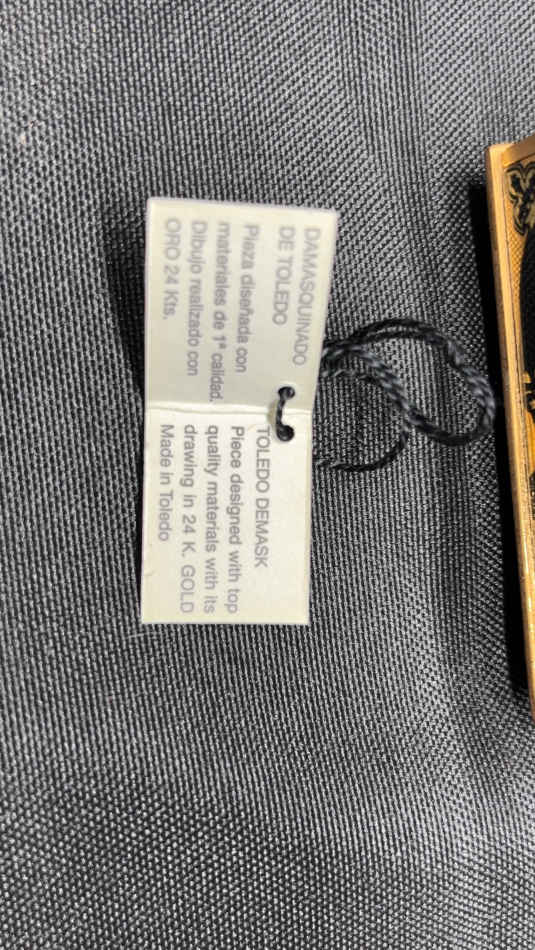 DAMASQUINADO
DE TOLEDO
Pieza diseñada con
materiales de 1ª calidad.
Dibujo realizado con
ORO 24 Kts.
TOLEDO DEMASK
Piece designed with top
quality materials with its
drawing in 24 K. GOLD
Made in Toledo